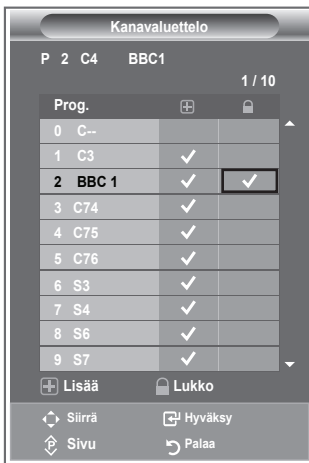 Kanavaluettelo
P 2 C4 BBC1
1 / 10
Prog.
0 C--
1 C3
2 BBC 1
3 C74
4 C75
5 C76
6 S3
7 S4
8 S6
9 S7
Lisää Lukko
Siirrä Hyväksy
P Sivu Palaa